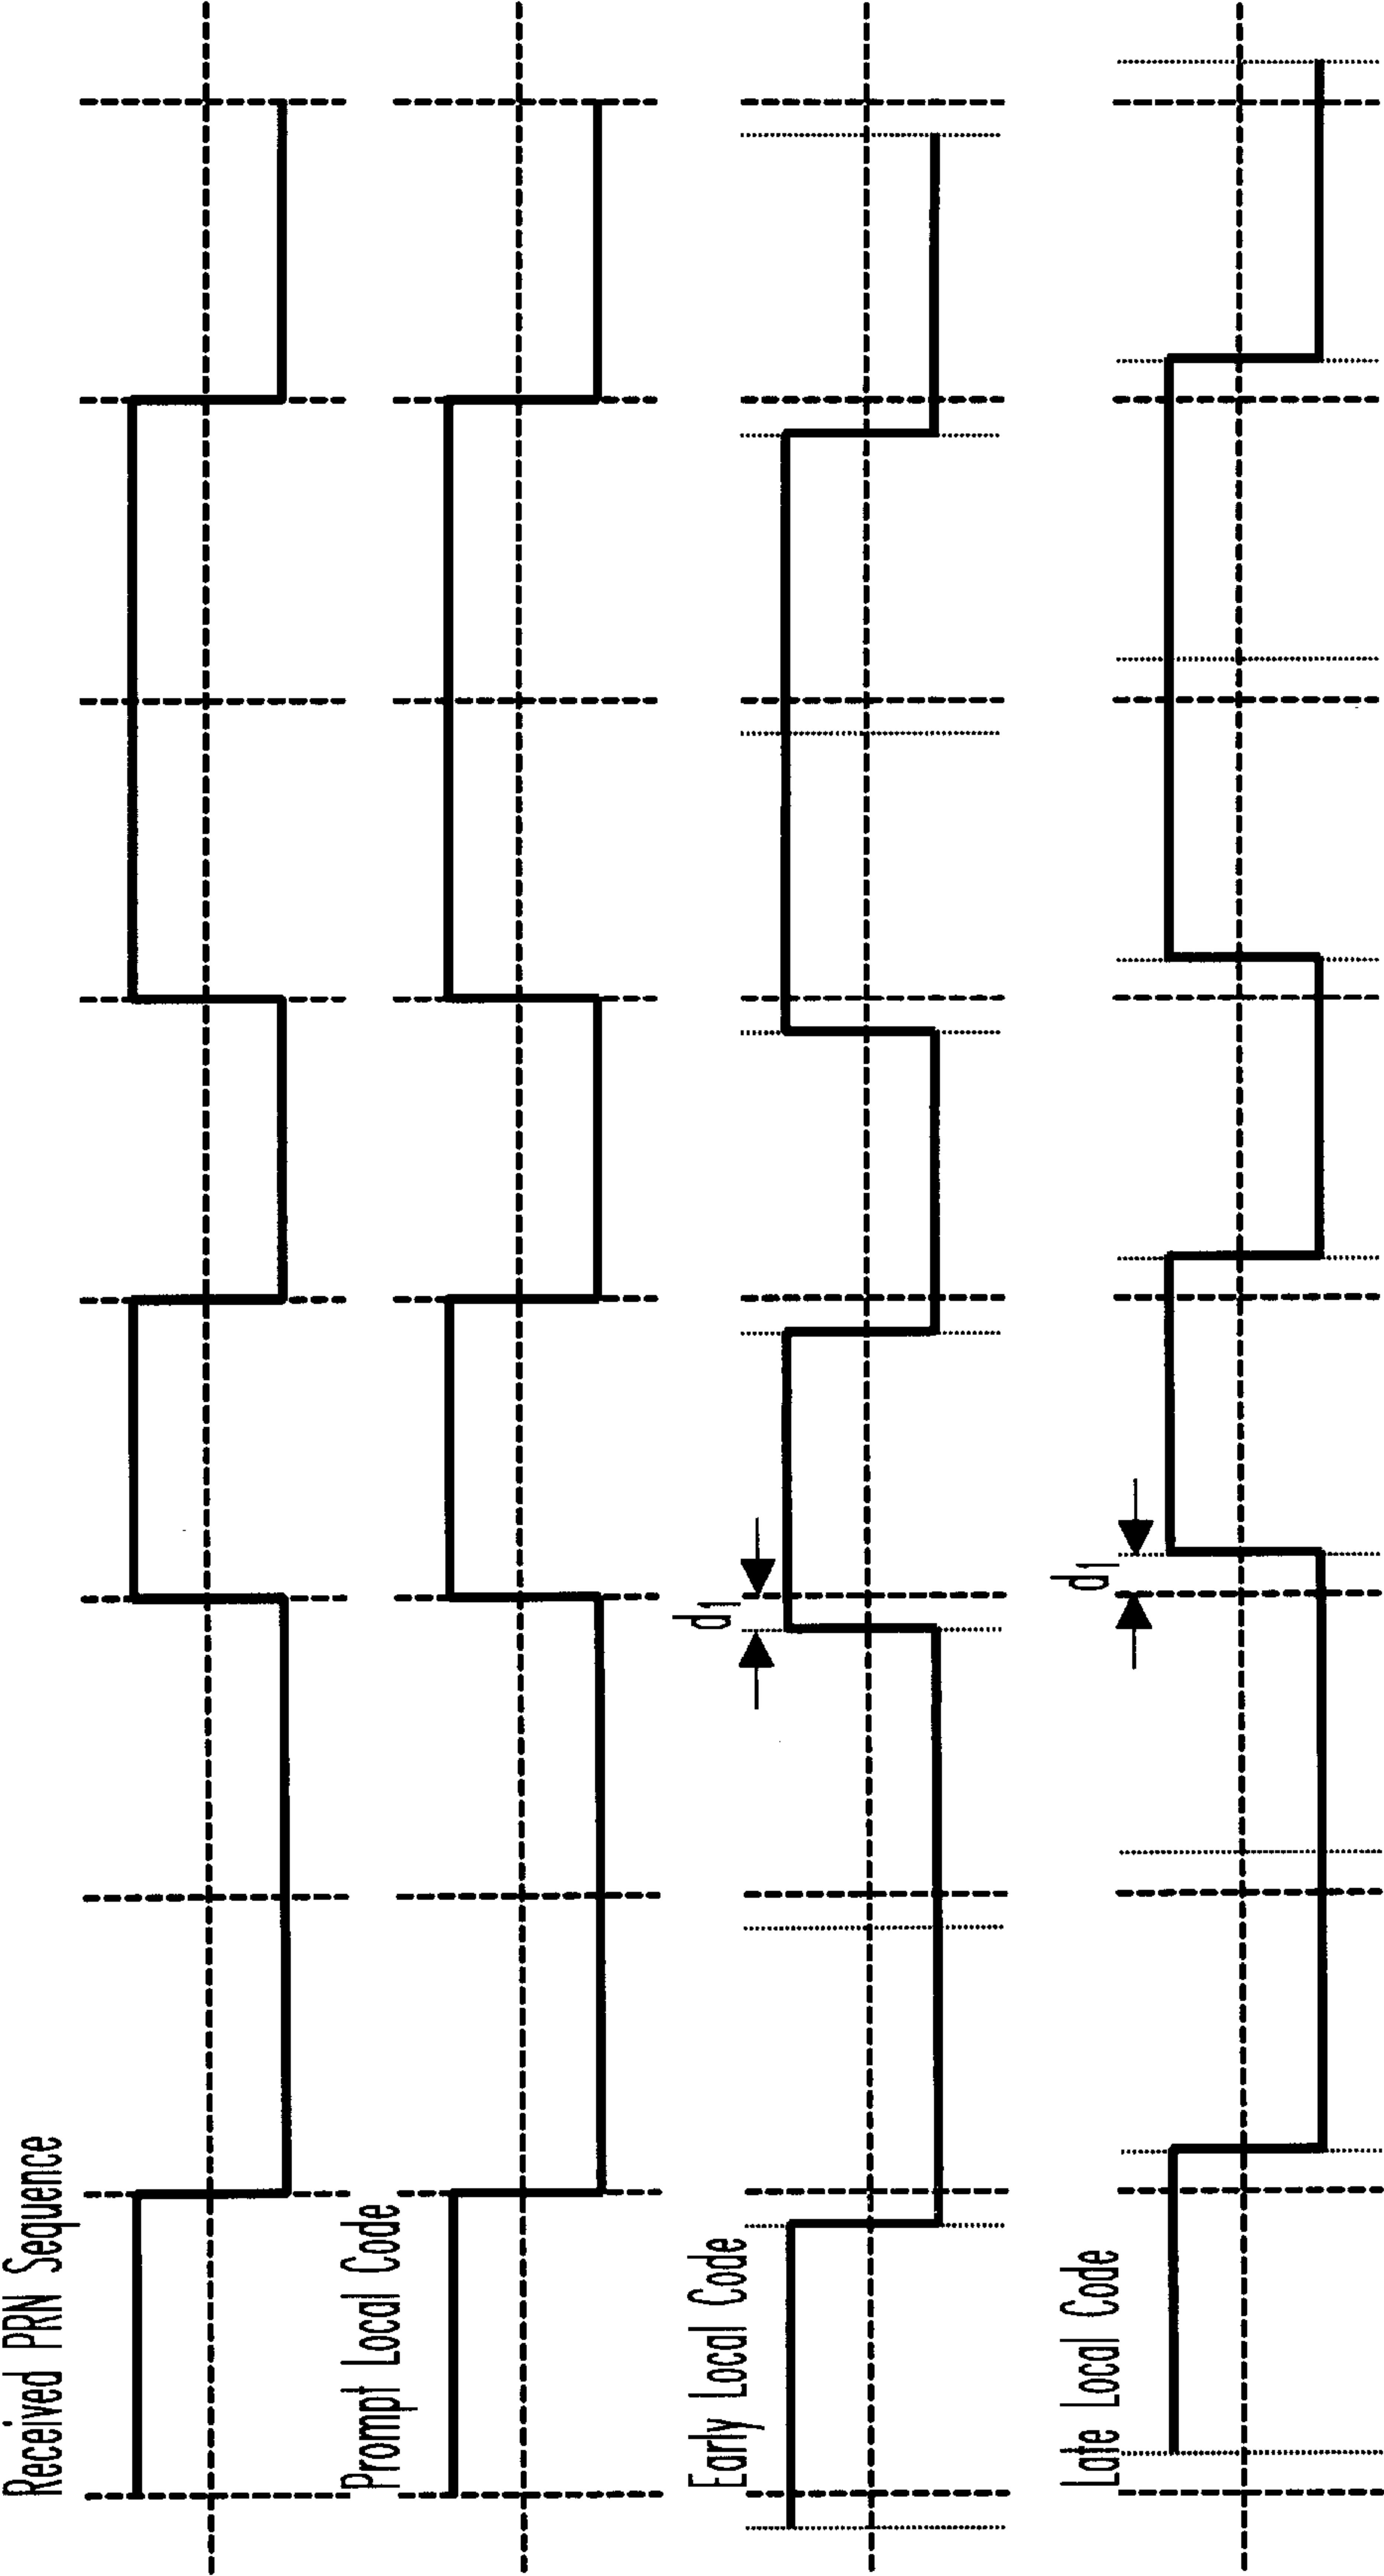 Received PRN Sequence
Prompt Local Code
Early Local Code
d1
Late Local Code
d1